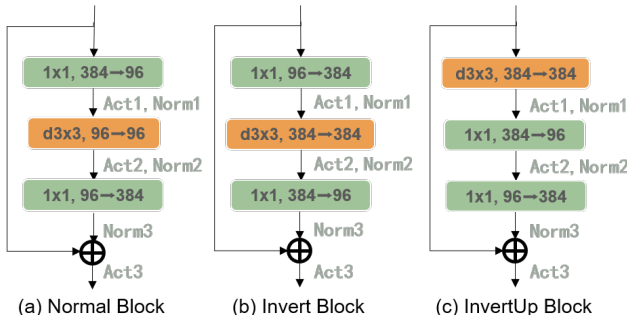 1x1, 384→96
Act1, Norm1
d3x3, 96→96
Act2, Norm2
1x1, 96→384
Norm3
Act3
(a) Normal Block
1x1, 96→384
Act1, Norm1
d3x3, 384→384
Act2, Norm2
1x1, 384→96
Norm3
Act3
(b) Invert Block
d3x3, 384→384
Act1, Norm1
1x1, 384→96
Act2, Norm2
1x1, 96→384
Norm3
Act3
(c) InvertUp Block